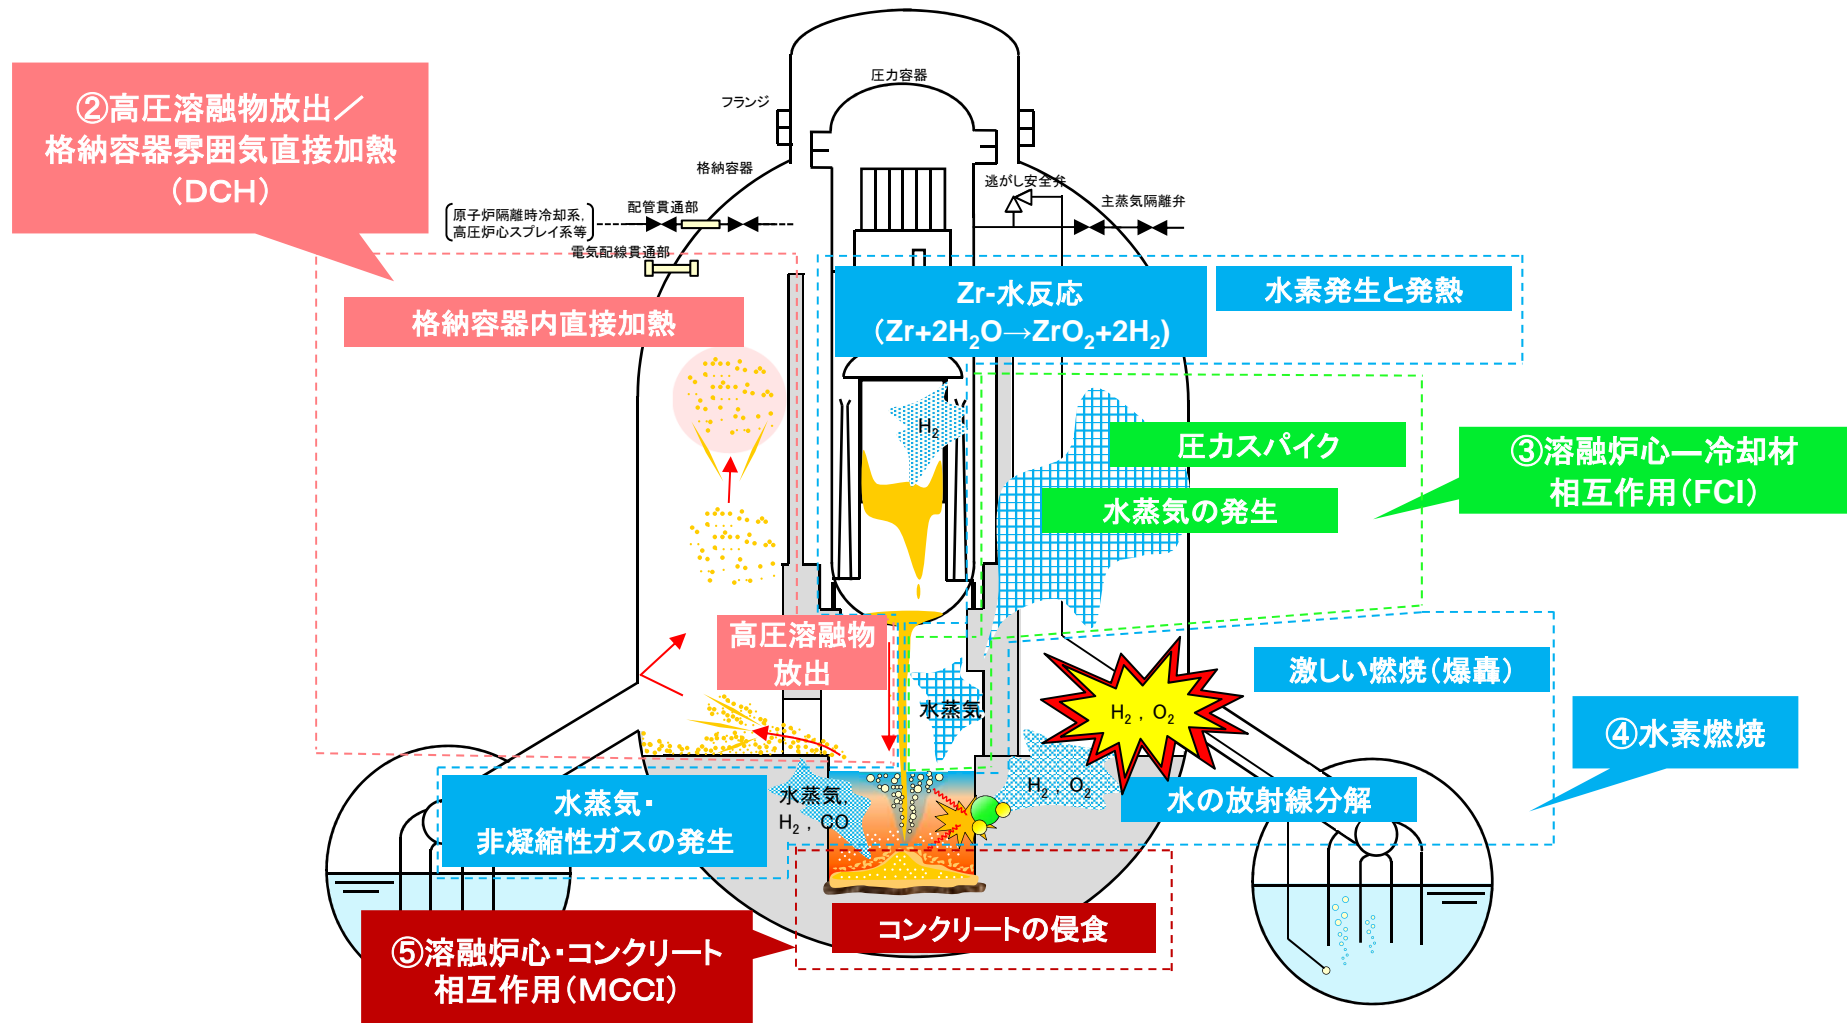 圧力容器
フランジ
②高圧溶融物放出／
格納容器雰囲気直接加熱
（DCH）
格納容器
逃がし安全弁
主蒸気隔離弁
配管貫通部
原子炉隔離時冷却系，
高圧炉心スプレイ系等
電気配線貫通部
Zr-水反応
（Zr+2H₂O→ZrO₂+2H₂)
水素発生と発熱
格納容器内直接加熱
H₂
圧力スパイク
③溶融炉心―冷却材
相互作用（FCI）
水蒸気の発生
高圧溶融物
放出
激しい燃焼（爆轟）
水蒸気
H₂ , O₂
④水素燃焼
水蒸気・
非凝縮性ガスの発生
水蒸気，
H₂ , CO
H₂ , O₂
水の放射線分解
コンクリートの侵食
⑤溶融炉心・コンクリート
相互作用（MCCI）